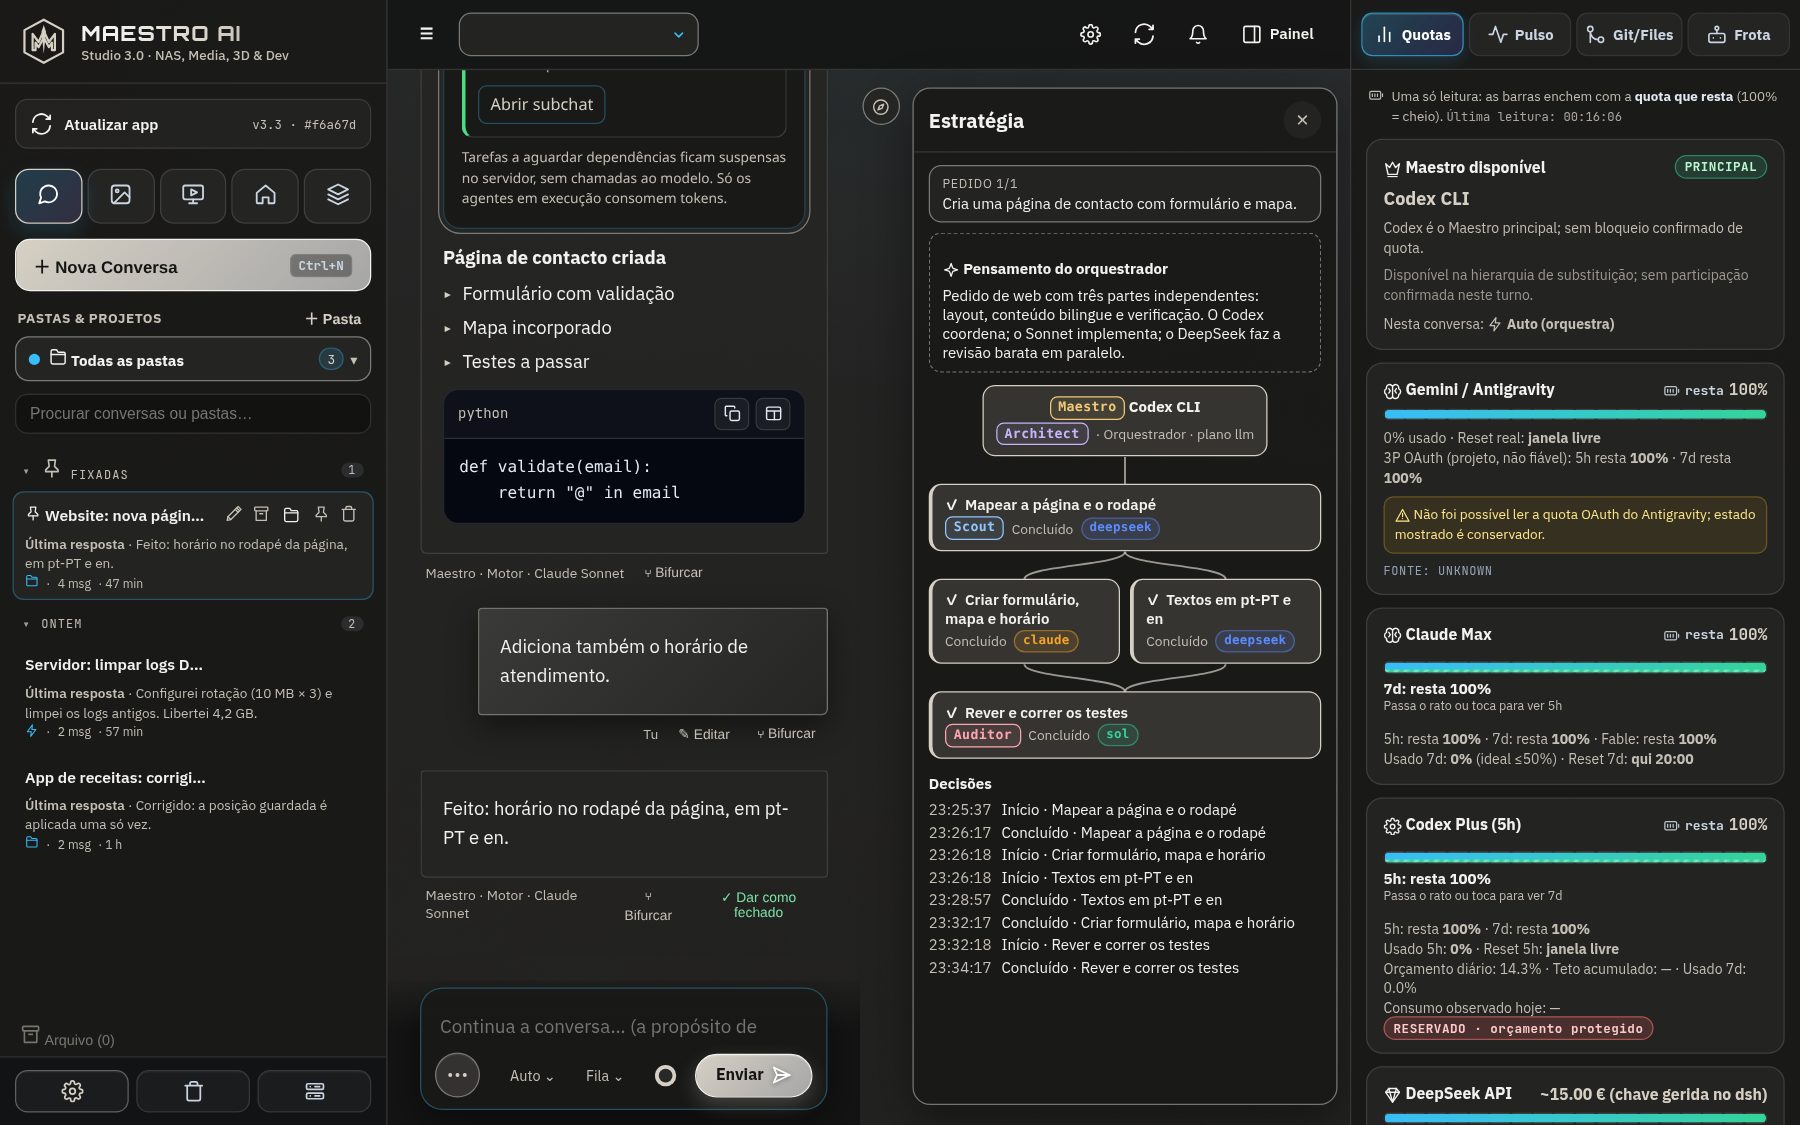 MAESTRO AI
Studio 3.0 · NAS, Media, 3D & Dev
Atualizar app
v3.3 · #f6a67d
Nova Conversa
Ctrl+N
PASTAS & PROJETOS
+ Pasta
Todas as pastas
3
Procurar conversas ou pastas…
FIXADAS
1
Website: nova págin...
Última resposta · Feito: horário no rodapé da página,
em pt-PT e en.
· 4 msg · 47 min
ONTEM
2
Servidor: limpar logs D...
Última resposta · Configurei rotação (10 MB × 3) e
limpei os logs antigos. Libertei 4,2 GB.
· 2 msg · 57 min
App de receitas: corrigi...
Última resposta · Corrigido: a posição guardada é
aplicada uma só vez.
· 2 msg · 1 h
Arquivo (0)
Painel
Abrir subchat
Tarefas a aguardar dependências ficam suspensas
no servidor, sem chamadas ao modelo. Só os
agentes em execução consomem tokens.
Página de contacto criada
▸ Formulário com validação
▸ Mapa incorporado
▸ Testes a passar
python
def validate(email):
    return "@" in email
Maestro · Motor · Claude Sonnet
Bifurcar
Adiciona também o horário de
atendimento.
Tu
✎ Editar
Bifurcar
Feito: horário no rodapé da página, em pt-
PT e en.
Maestro · Motor · Claude
Sonnet
Bifurcar
✓ Dar como
fechado
Continua a conversa… (a propósito de
Auto
Fila
Enviar
Estratégia
PEDIDO 1/1
Cria uma página de contacto com formulário e mapa.
Pensamento do orquestrador
Pedido de web com três partes independentes:
layout, conteúdo bilingue e verificação. O Codex
coordena; o Sonnet implementa; o DeepSeek faz a
revisão barata em paralelo.
Maestro Codex CLI
Architect · Orquestrador · plano llm
✓ Mapear a página e o rodapé
Scout Concluído deepseek
✓ Criar formulário,
mapa e horário
Concluído claude
✓ Textos em pt-PT e
en
Concluído deepseek
✓ Rever e correr os testes
Auditor Concluído sol
Decisões
23:25:37 Início · Mapear a página e o rodapé
23:26:17 Concluído · Mapear a página e o rodapé
23:26:18 Início · Criar formulário, mapa e horário
23:26:18 Início · Textos em pt-PT e en
23:28:57 Concluído · Textos em pt-PT e en
23:32:17 Concluído · Criar formulário, mapa e horário
23:32:18 Início · Rever e correr os testes
23:34:17 Concluído · Rever e correr os testes
Quotas
Pulso
Git/Files
Frota
Uma só leitura: as barras enchem com a quota que resta (100%
= cheio). Última leitura: 00:16:06
Maestro disponível
PRINCIPAL
Codex CLI
Codex é o Maestro principal; sem bloqueio confirmado de
quota.
Disponível na hierarquia de substituição; sem participação
confirmada neste turno.
Nesta conversa: Auto (orquestra)
Gemini / Antigravity
resta 100%
0% usado · Reset real: janela livre
3P OAuth (projeto, não fiável): 5h resta 100% · 7d resta
100%
Não foi possível ler a quota OAuth do Antigravity; estado
mostrado é conservador.
FONTE: UNKNOWN
Claude Max
resta 100%
7d: resta 100%
Passa o rato ou toca para ver 5h
5h: resta 100% · 7d: resta 100% · Fable: resta 100%
Usado 7d: 0% (ideal ≤50%) · Reset 7d: qui 20:00
Codex Plus (5h)
resta 100%
5h: resta 100%
Passa o rato ou toca para ver 7d
5h: resta 100% · 7d: resta 100%
Usado 5h: 0% · Reset 5h: janela livre
Orçamento diário: 14.3% · Teto acumulado: — · Usado 7d:
0.0%
Consumo observado hoje: —
RESERVADO · orçamento protegido
DeepSeek API
~15.00 € (chave gerida no dsh)